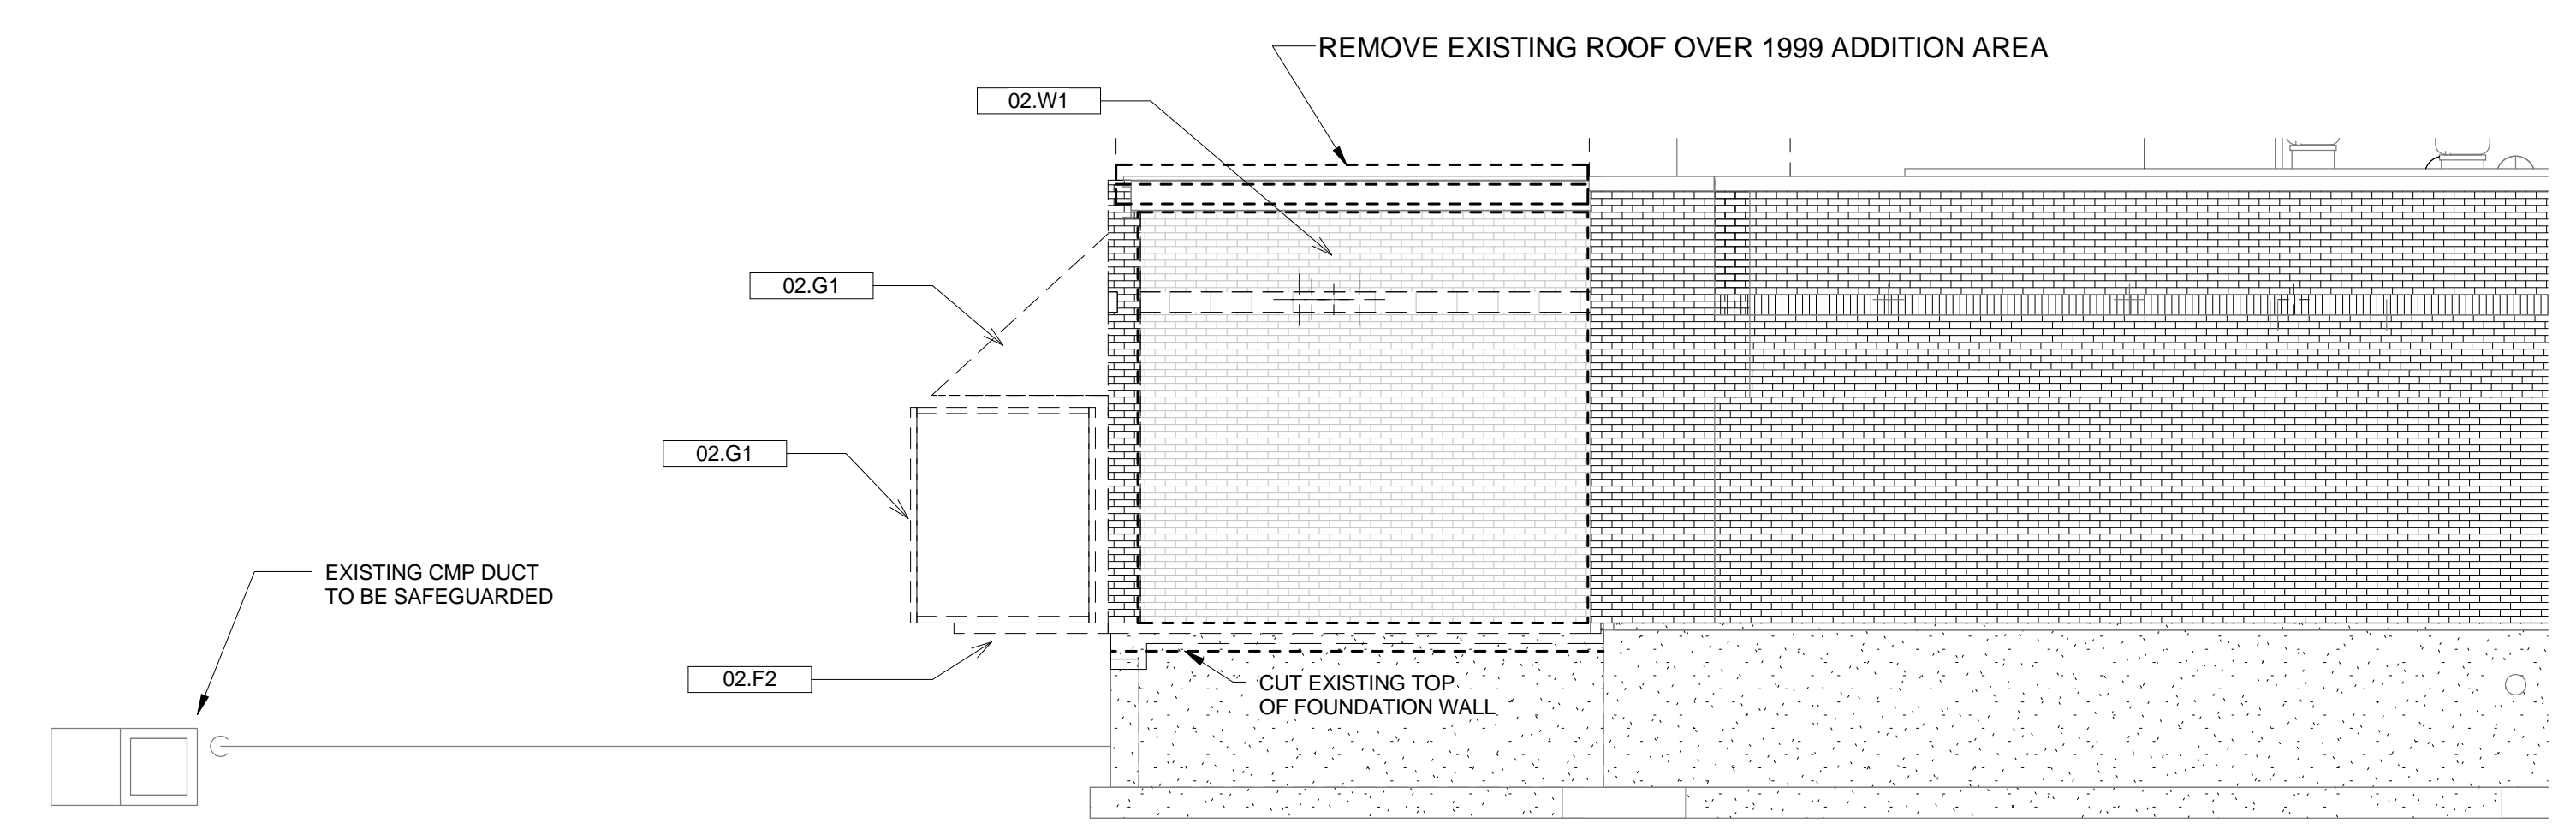 REMOVE EXISTING ROOF OVER 1999 ADDITION AREA
02.W1
02.G1
02.G1
EXISTING CMP DUCT
TO BE SAFEGUARDED
02.F2
CUT EXISTING TOP
OF FOUNDATION WALL